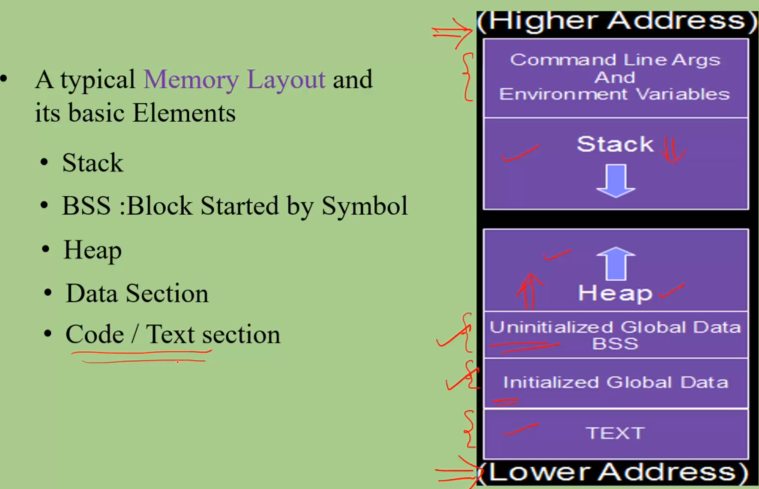 • A typical Memory Layout and
its basic Elements
• Stack
• BSS :Block Started by Symbol
• Heap
• Data Section
• Code / Text section
(Higher Address)
Command Line Args
And
Environment Variables
Stack
Heap
Uninitialized Global Data
BSS
Initialized Global Data
TEXT
(Lower Address)